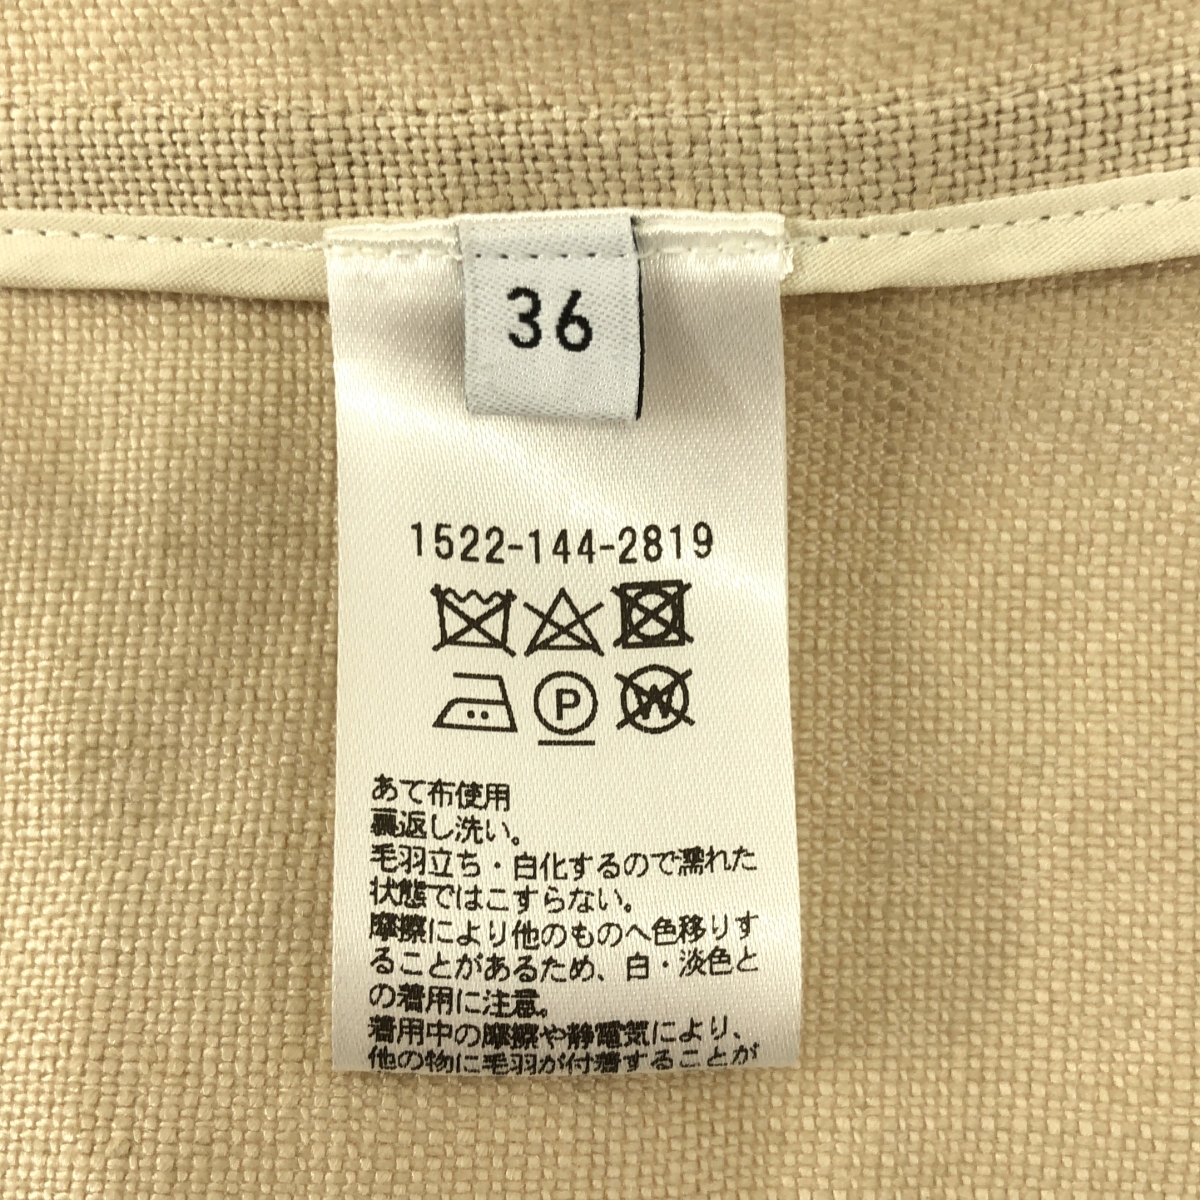 36
1522-144-2819
P
W
あて布使用
裏返し洗い。
毛羽立ち・白化するので濡れた
状態ではこすらない。
摩擦により他のものへ色移りす
ることがあるため、白・淡色と
の着用に注意。
着用中の摩擦や静電気により、
他の物に毛羽が付着することが